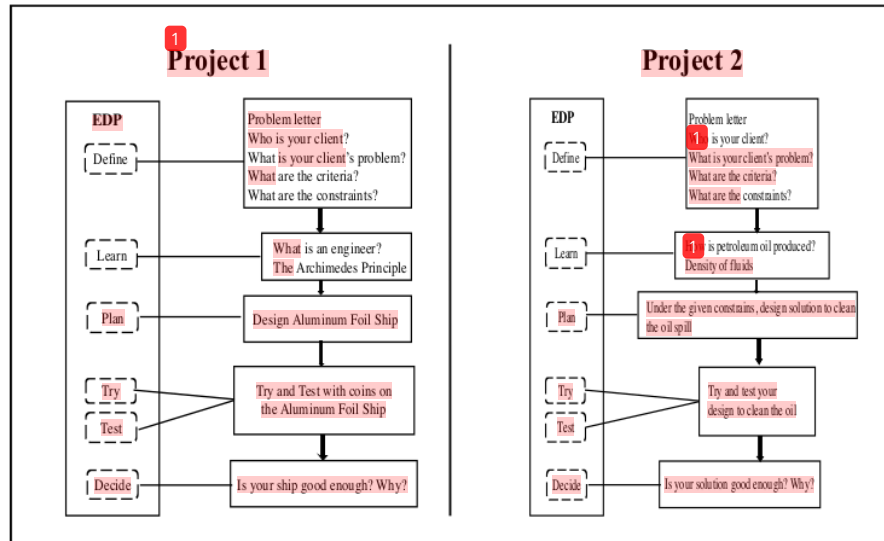 1
Project 1
EDP
Define
Problem letter
Who is your client?
What is your client's problem?
What are the criteria?
What are the constraints?
Learn
What is an engineer?
The Archimedes Principle
Plan
Design Aluminum Foil Ship
Try
Test
Try and Test with coins on
the Aluminum Foil Ship
Decide
Is your ship good enough? Why?
Project 2
EDP
Define
Problem letter
1
is your client?
What is your client's problem?
What are the criteria?
What are the constraints?
Learn
1
is petroleum oil produced?
Density of fluids
Plan
Under the given constrains, design solution to clean
the oil spill
Try
Test
Try and test your
design to clean the oil
Decide
Is your solution good enough? Why?